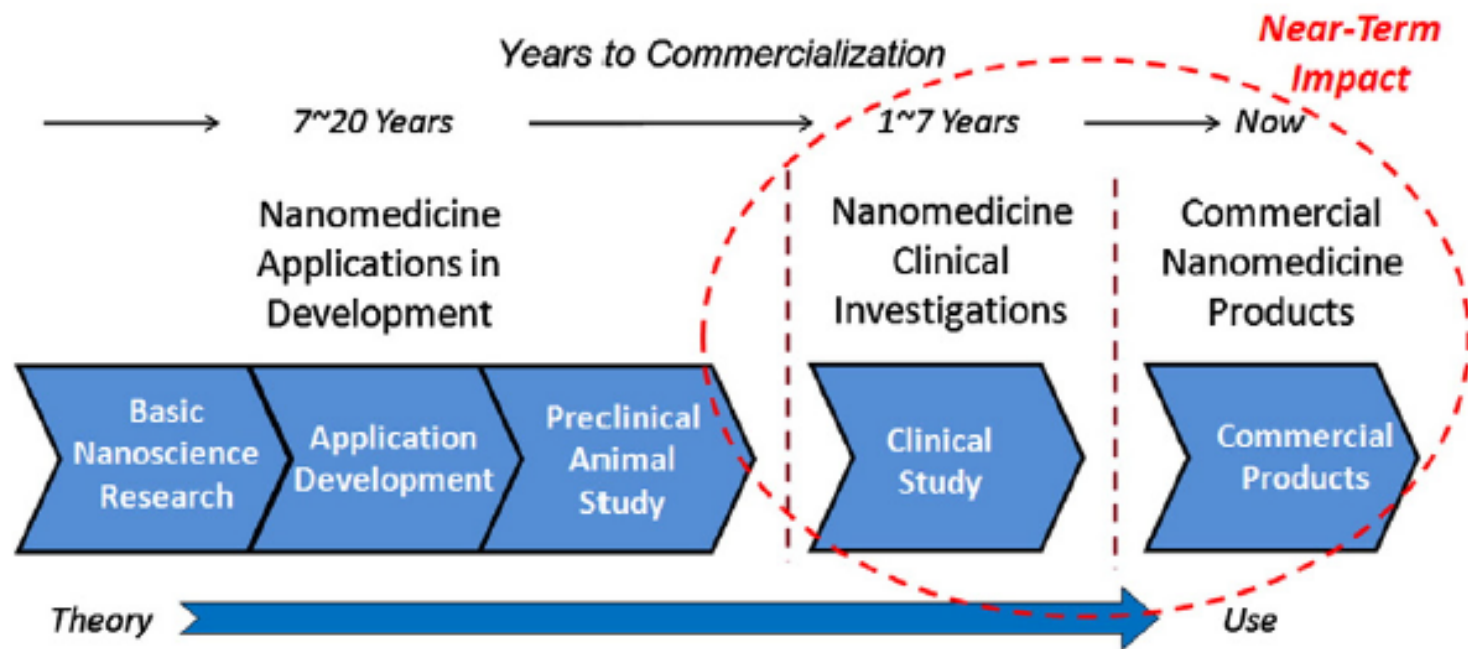 Years to Commercialization
Near-Term
Impact
7~20 Years
1~7 Years
Now
Nanomedicine
Applications in
Development
Nanomedicine
Clinical
Investigations
Commercial
Nanomedicine
Products
Basic
Nanoscience
Research
Application
Development
Preclinical
Animal
Study
Clinical
Study
Commercial
Products
Theory
Use